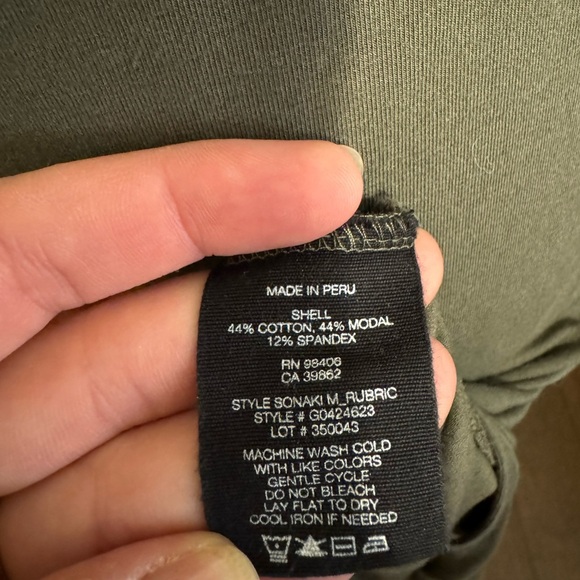 MADE IN PERU
SHELL
44% COTTON, 44% MODAL
12% SPANDEX
RN 98406
CA 39862
STYLE SONAKI M_RUBRIC
STYLE # G0424623
LOT # 350043
MACHINE WASH COLD
WITH LIKE COLORS
GENTLE CYCLE
DO NOT BLEACH
LAY FLAT TO DRY
COOL IRON IF NEEDED